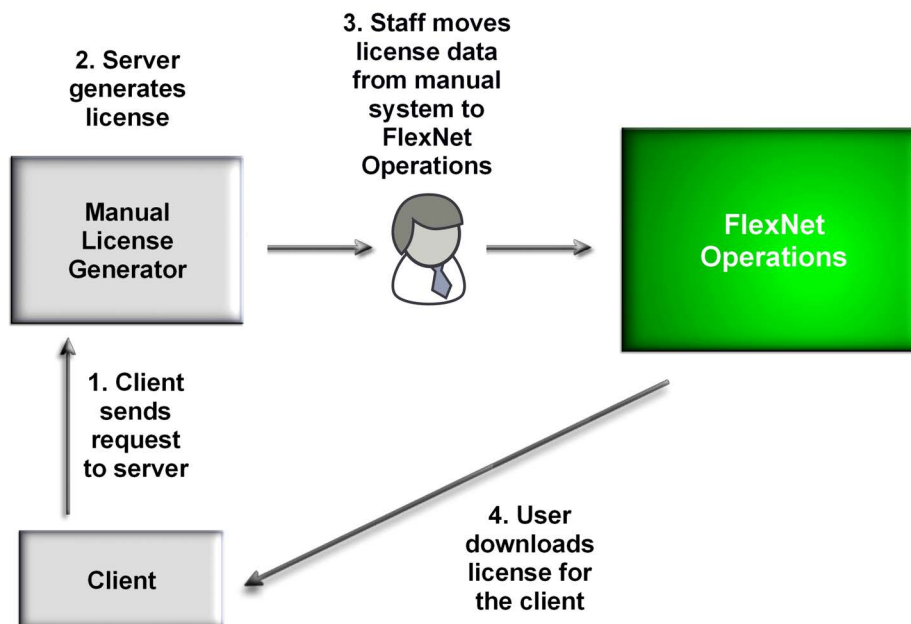 2. Server
generates
license
3. Staff moves
license data
from manual
system to
FlexNet
Operations
Manual
License
Generator
FlexNet
Operations
1. Client
sends
request
to server
Client
4. User
downloads
license for
the client